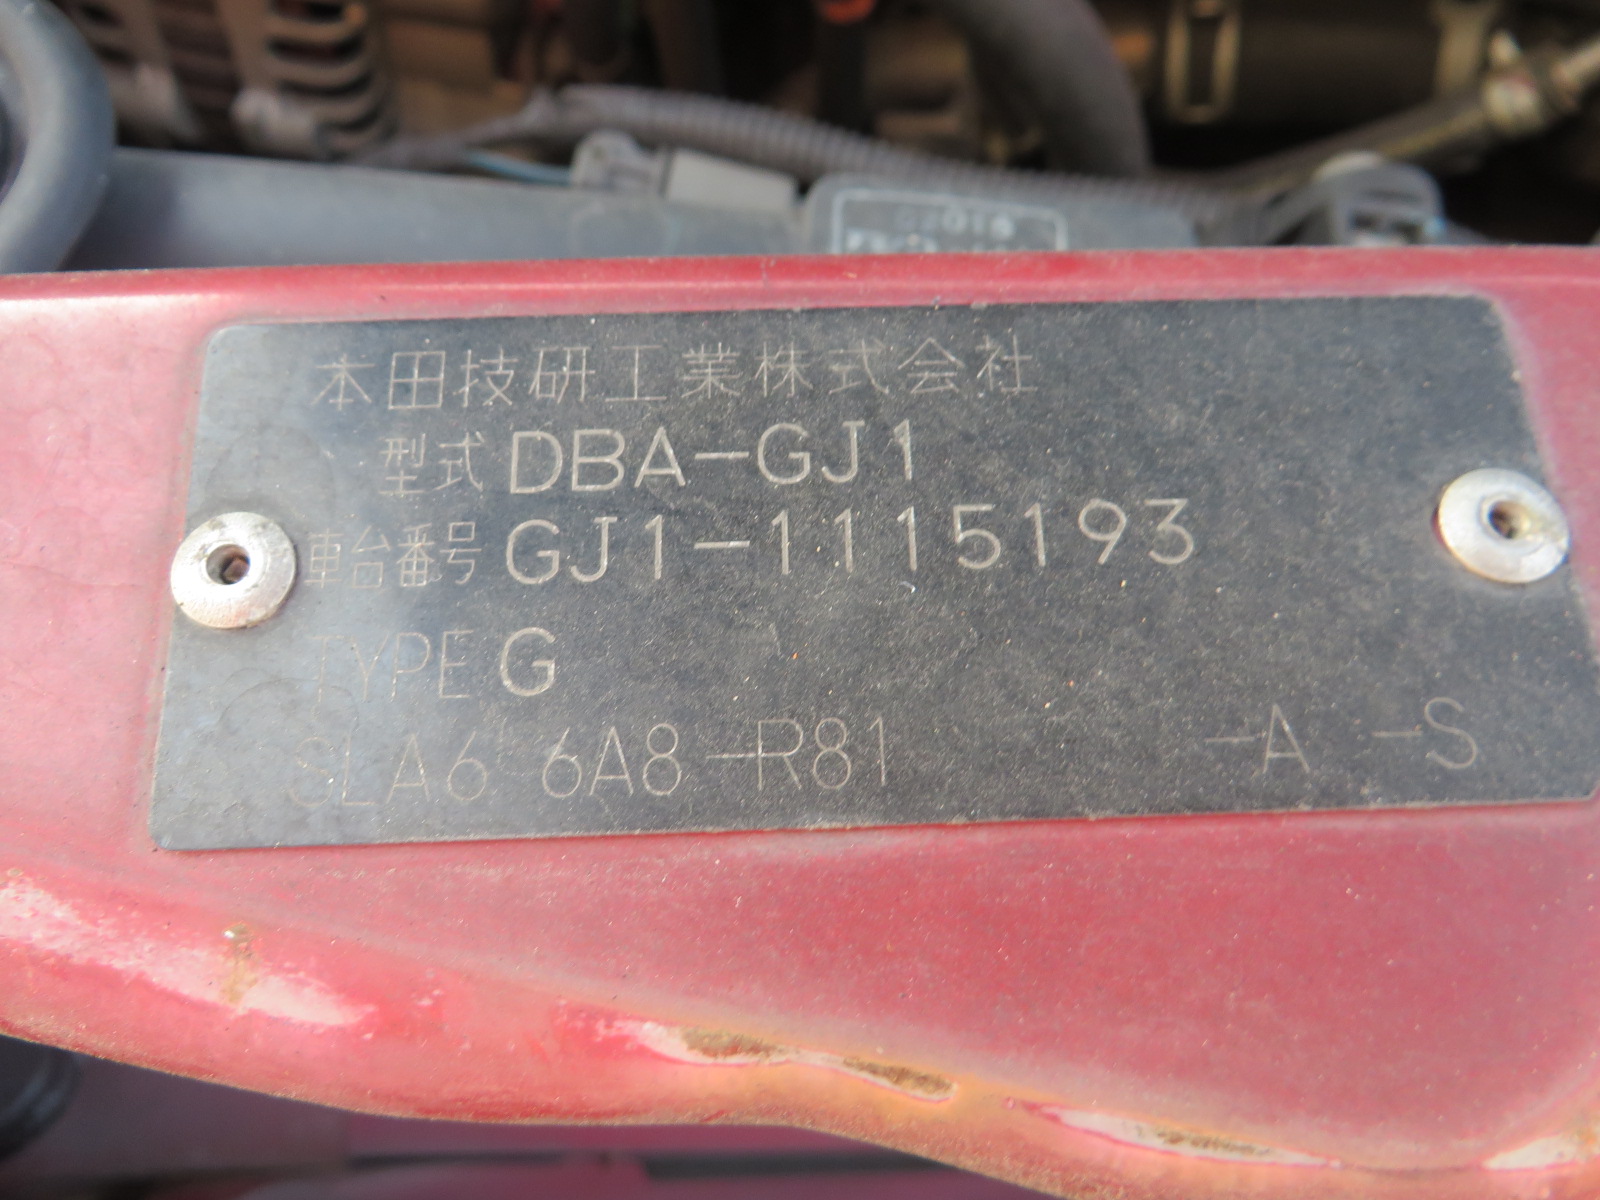 本田技研工業株式会社
型式 DBA-GJ1
車台番号 GJ1-1115193
TYPE G
SLA6 6A8-R81 -A -S